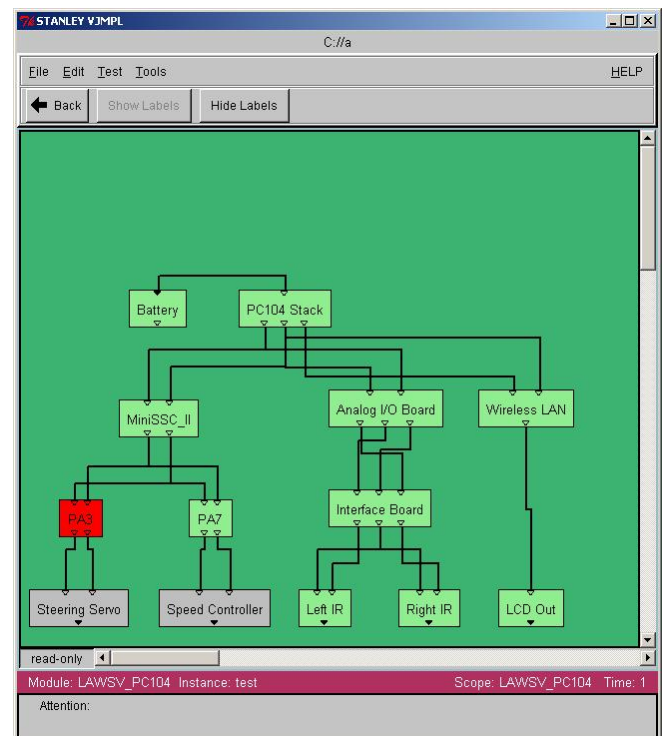 STANLEY VJMPL
C://a
File Edit Test Tools HELP
Back Show Labels Hide Labels
Battery PC104 Stack
MiniSSC_II Analog I/O Board Wireless LAN
PA3 PA7 Interface Board
Steering Servo Speed Controller Left IR Right IR LCD Out
read-only
Module: LAWSV_PC104 Instance: test Scope: LAWSV_PC104 Time: 1
Attention: